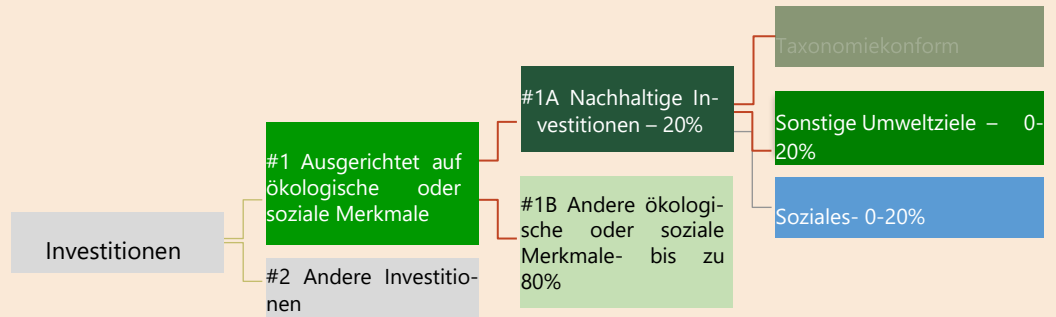 Taxonomiekonform
#1A Nachhaltige In-
vestitionen – 20%
Sonstige Umweltziele – 0-
20%
#1 Ausgerichtet auf
ökologische oder
soziale Merkmale
Soziales- 0-20%
#1B Andere ökologi-
sche oder soziale
Merkmale- bis zu
80%
Investitionen
#2 Andere Investitio-
nen